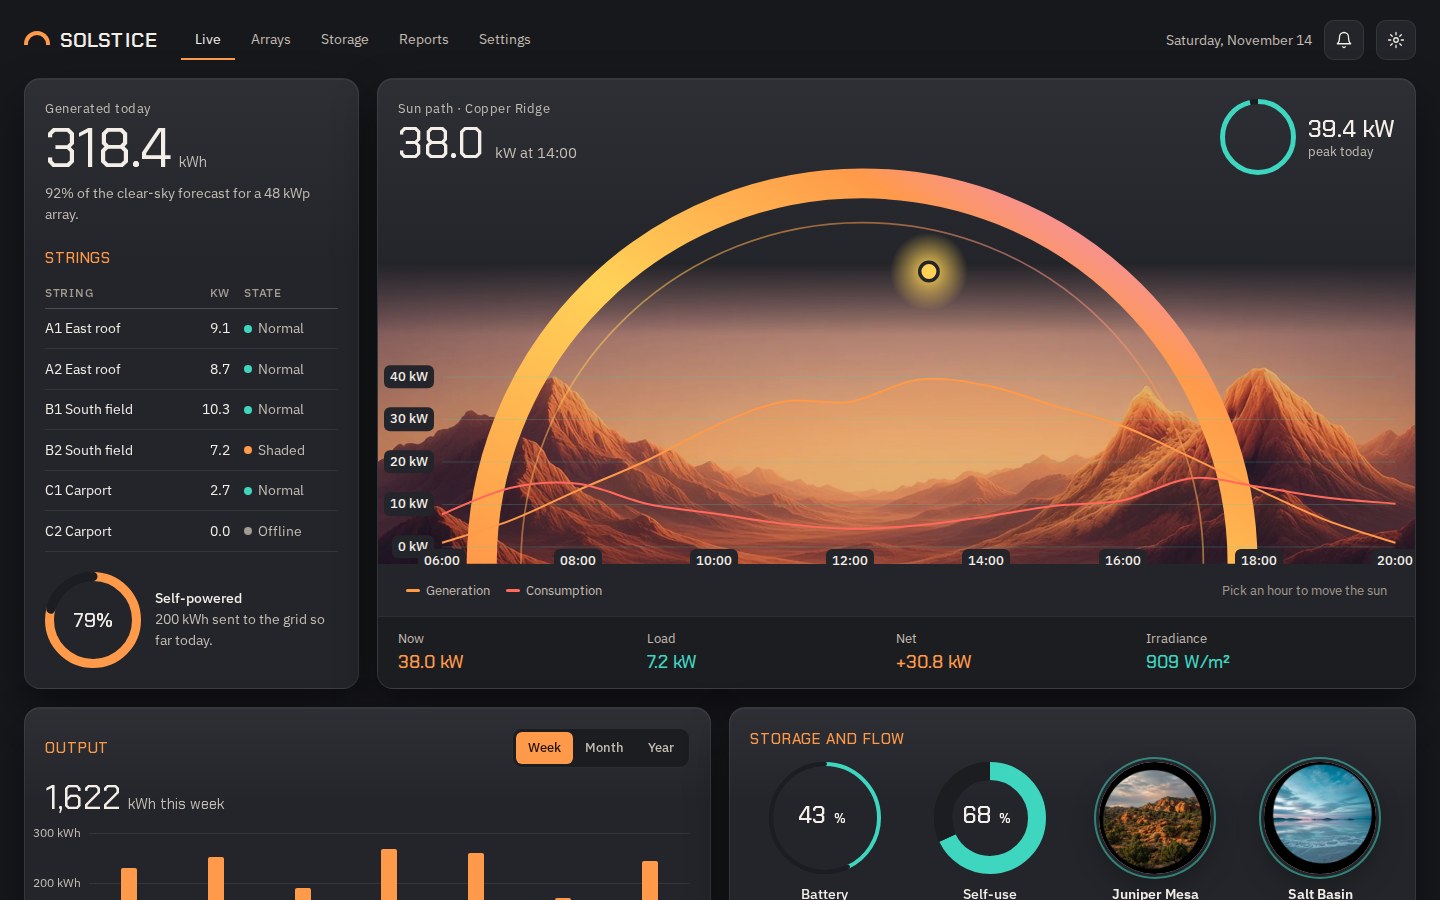 SOLSTICE
Live Arrays Storage Reports Settings
Saturday, November 14
Generated today
318.4 kWh
92% of the clear-sky forecast for a 48 kWp
array.
STRINGS
STRING KW STATE
A1 East roof 9.1 Normal
A2 East roof 8.7 Normal
B1 South field 10.3 Normal
B2 South field 7.2 Shaded
C1 Carport 2.7 Normal
C2 Carport 0.0 Offline
79%
Self-powered
200 kWh sent to the grid so
far today.
Sun path · Copper Ridge
38.0 kW at 14:00
39.4 kW
peak today
40 kW
30 kW
20 kW
10 kW
0 kW
06:00 08:00 10:00 12:00 14:00 16:00 18:00 20:00
Generation Consumption
Pick an hour to move the sun
Now Load Net Irradiance
38.0 kW 7.2 kW +30.8 kW 909 W/m²
OUTPUT
Week Month Year
1,622 kWh this week
300 kWh
200 kWh
STORAGE AND FLOW
43 % 68 %
Battery Self-use Juniper Mesa Salt Basin